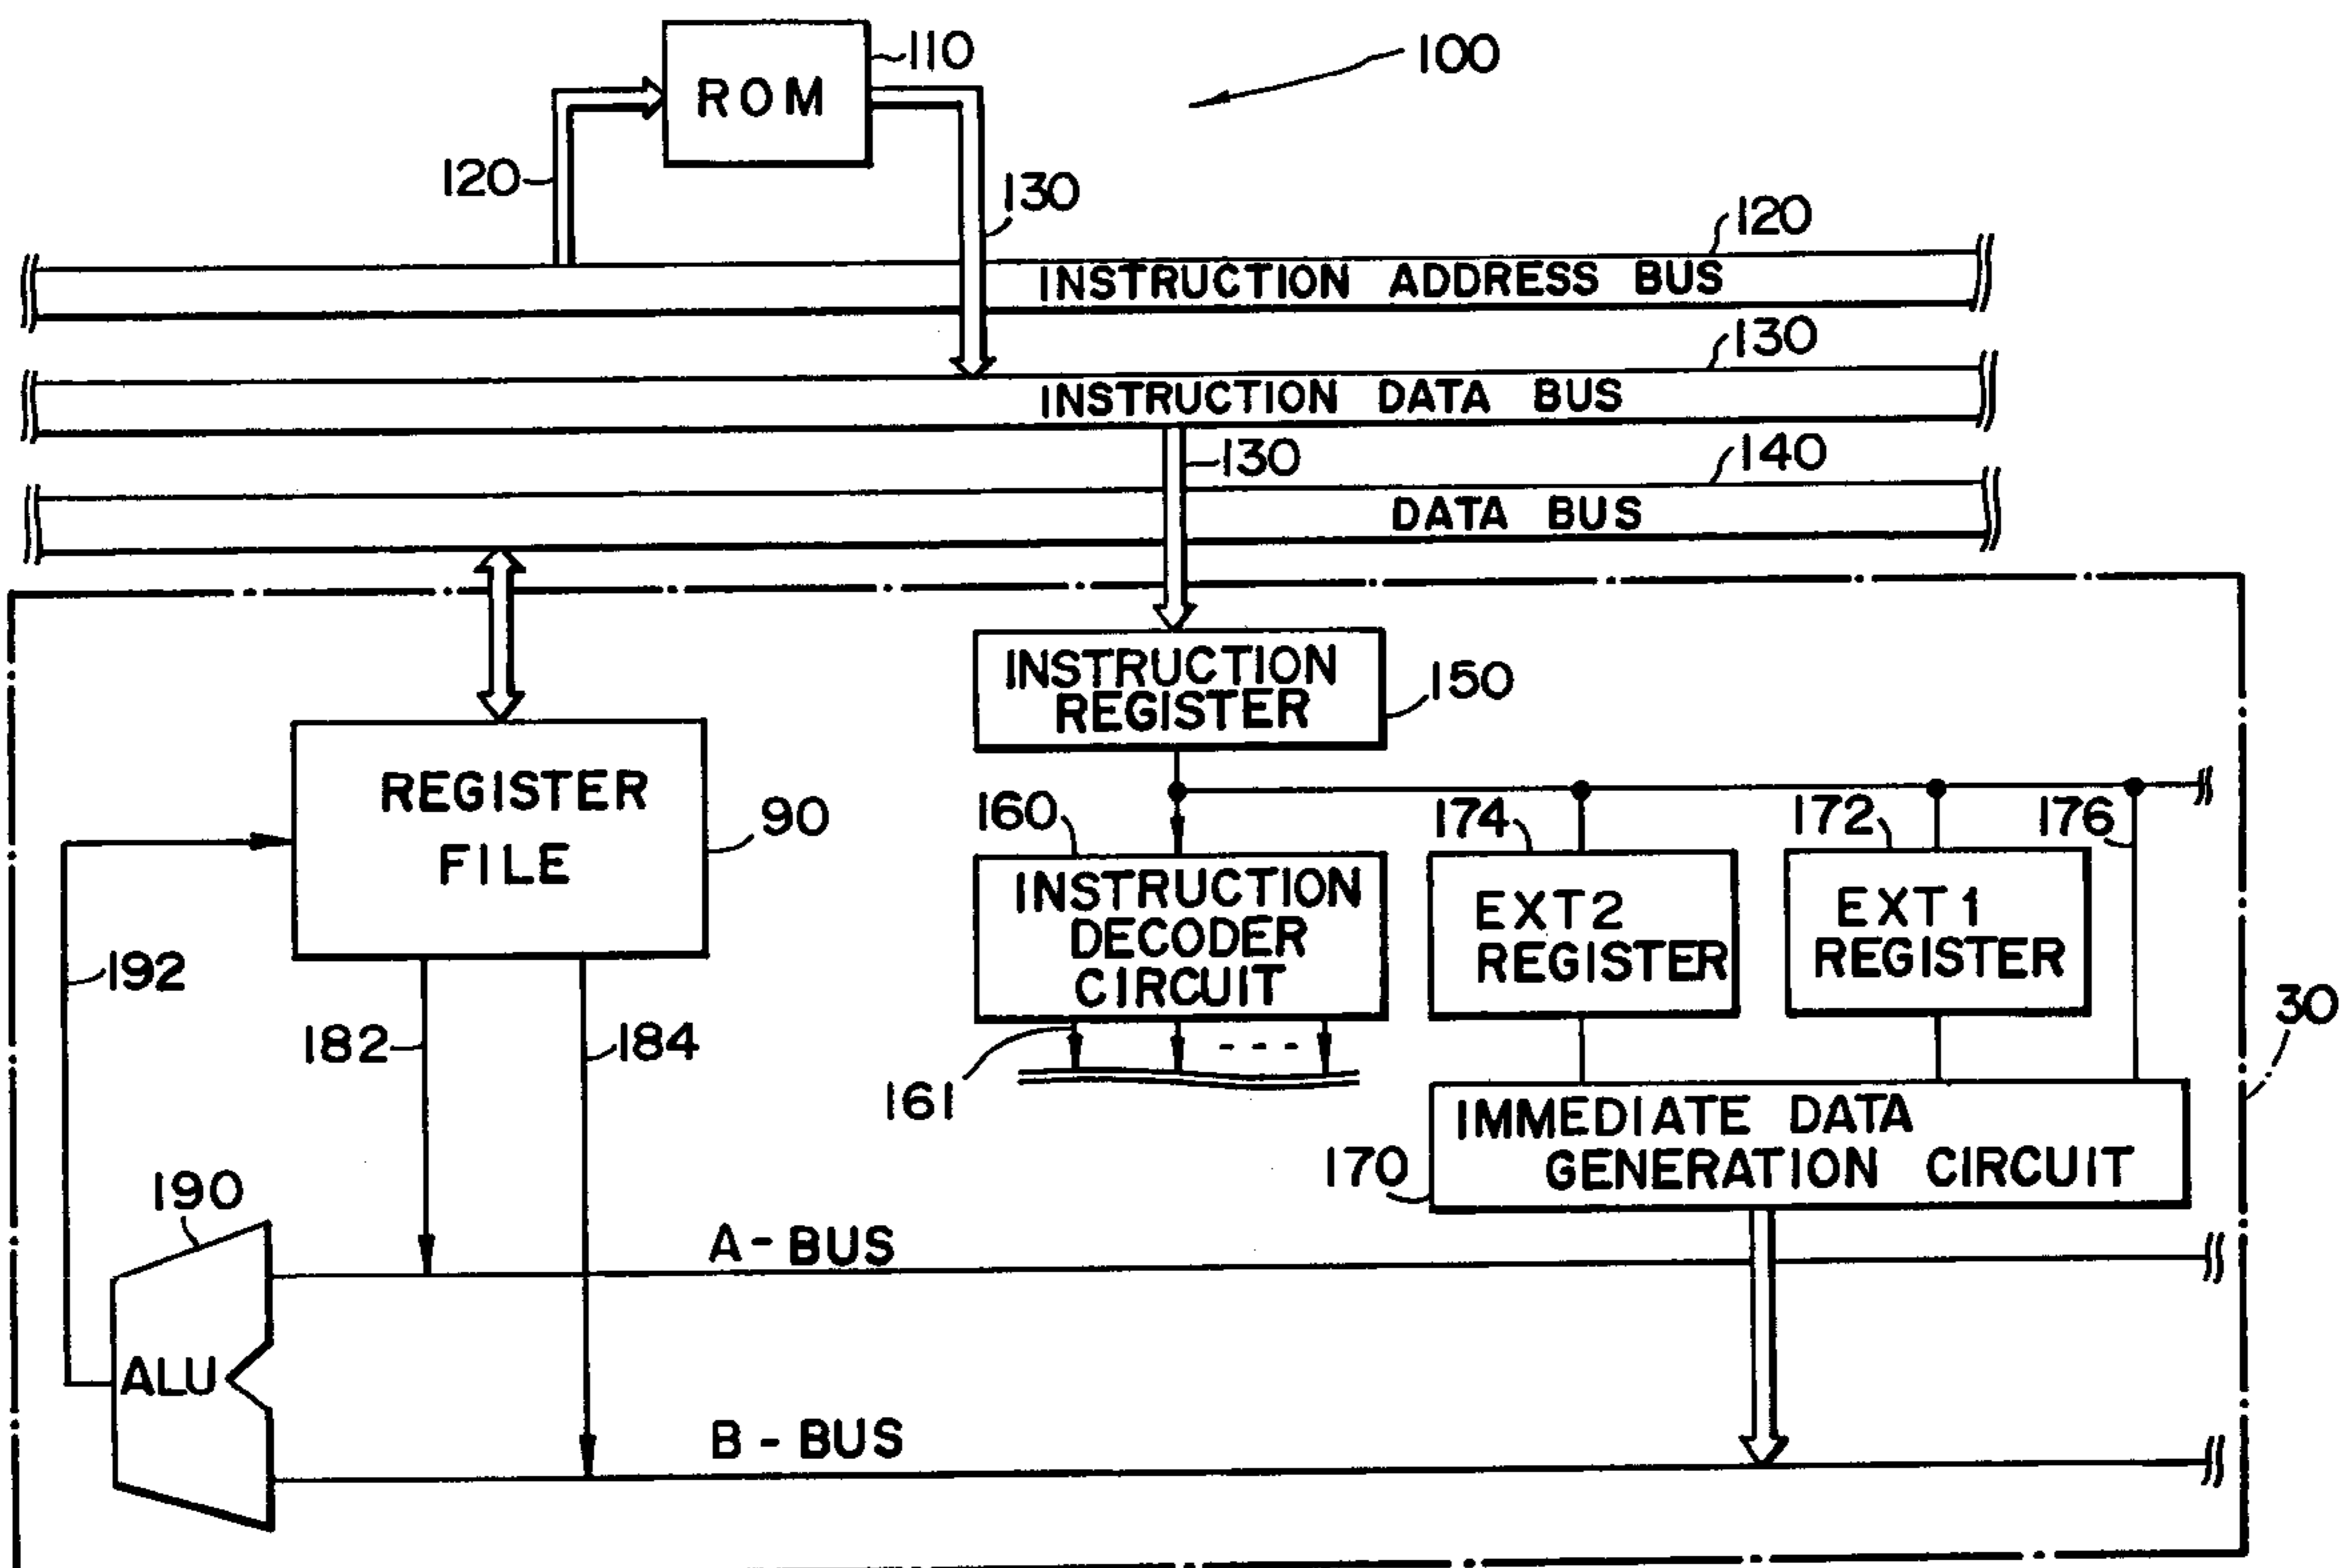 110
100
ROM
120
130
120
INSTRUCTION ADDRESS BUS
130
INSTRUCTION DATA BUS
130
140
DATA BUS
INSTRUCTION
REGISTER
150
REGISTER
FILE
90
160
174
172
176
INSTRUCTION
DECODER
CIRCUIT
EXT2
REGISTER
EXT1
REGISTER
192
182
184
161
30
IMMEDIATE DATA
GENERATION CIRCUIT
170
190
A-BUS
ALU
B-BUS